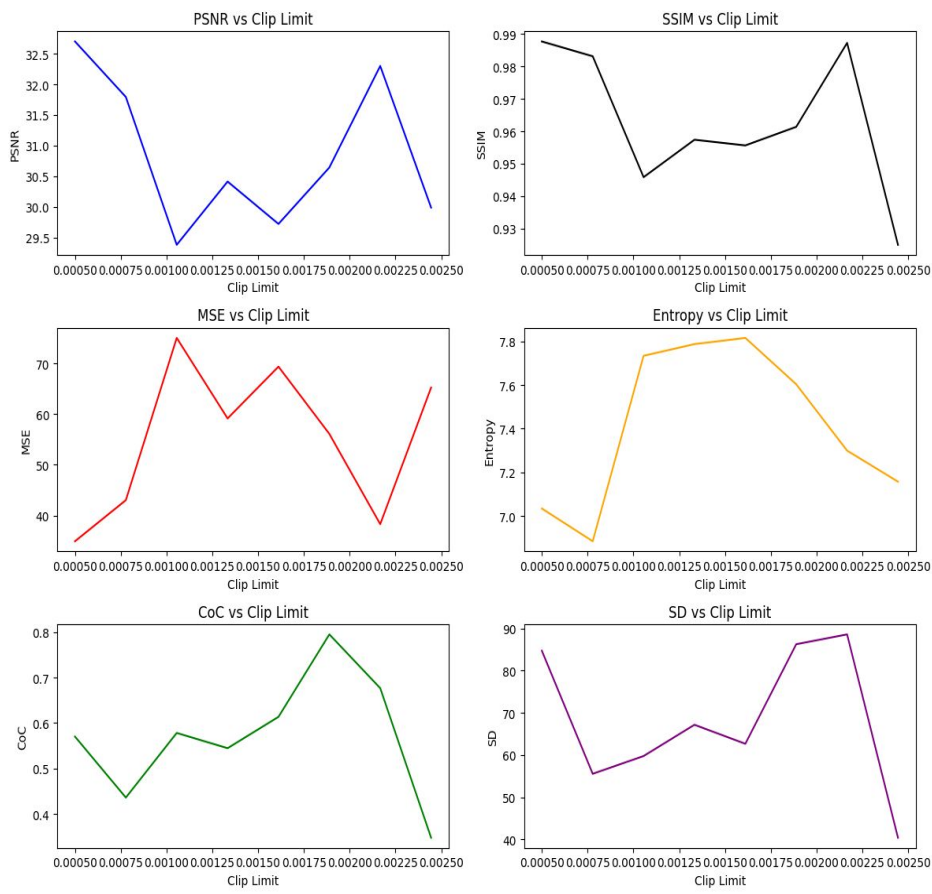 PSNR vs Clip Limit
PSNR
32.5
32.0
31.5
31.0
30.5
30.0
29.5
0.00050 0.00075 0.00100 0.00125 0.00150 0.00175 0.00200 0.00225 0.00250
Clip Limit
SSIM vs Clip Limit
SSIM
0.99
0.98
0.97
0.96
0.95
0.94
0.93
0.00050 0.00075 0.00100 0.00125 0.00150 0.00175 0.00200 0.00225 0.00250
Clip Limit
MSE vs Clip Limit
MSE
70
60
50
40
0.00050 0.00075 0.00100 0.00125 0.00150 0.00175 0.00200 0.00225 0.00250
Clip Limit
Entropy vs Clip Limit
Entropy
7.8
7.6
7.4
7.2
7.0
0.00050 0.00075 0.00100 0.00125 0.00150 0.00175 0.00200 0.00225 0.00250
Clip Limit
CoC vs Clip Limit
CoC
0.8
0.7
0.6
0.5
0.4
0.00050 0.00075 0.00100 0.00125 0.00150 0.00175 0.00200 0.00225 0.00250
Clip Limit
SD vs Clip Limit
SD
90
80
70
60
50
40
0.00050 0.00075 0.00100 0.00125 0.00150 0.00175 0.00200 0.00225 0.00250
Clip Limit